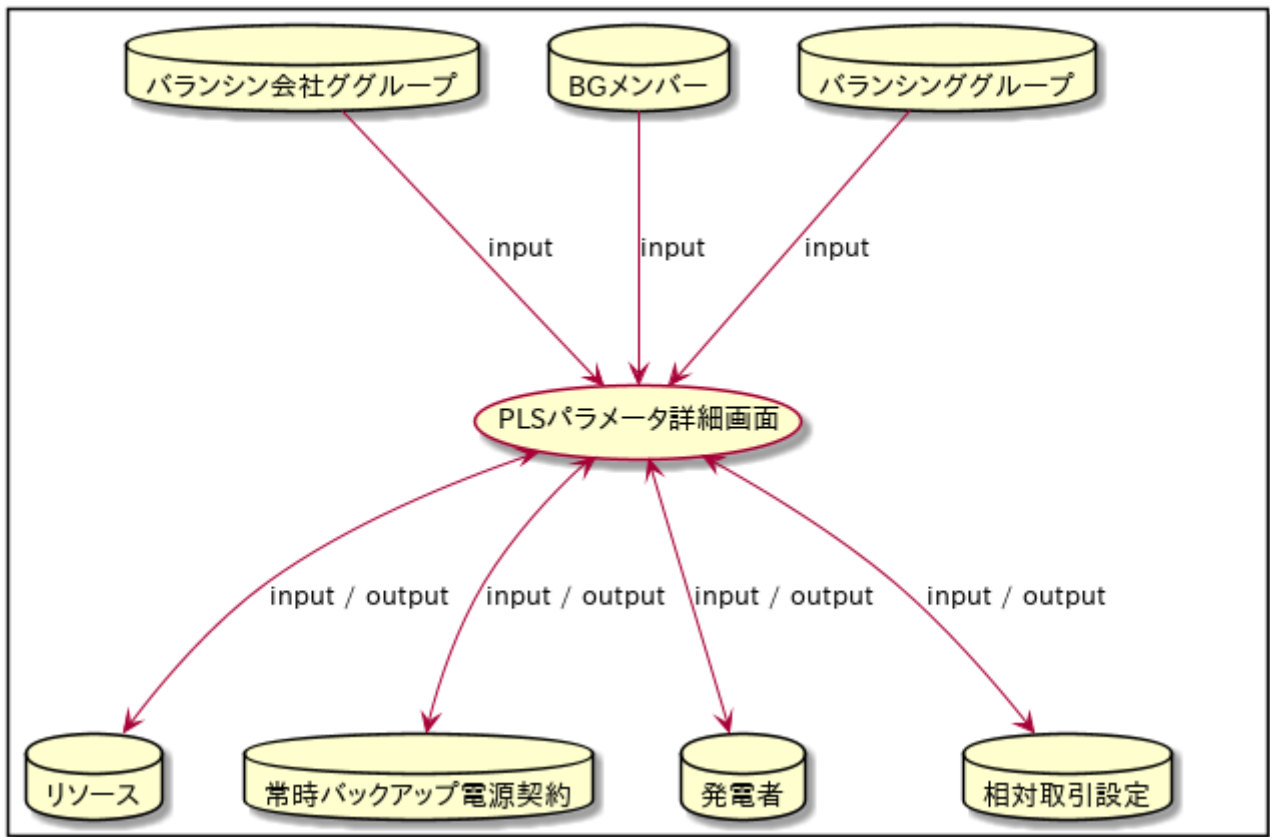 バランシン会社ググループ
BGメンバー
バランシンググループ
input
input
input
PLSパラメータ詳細画面
input / output
input / output
input / output
input / output
リソース
常時バックアップ電源契約
発電者
相対取引設定